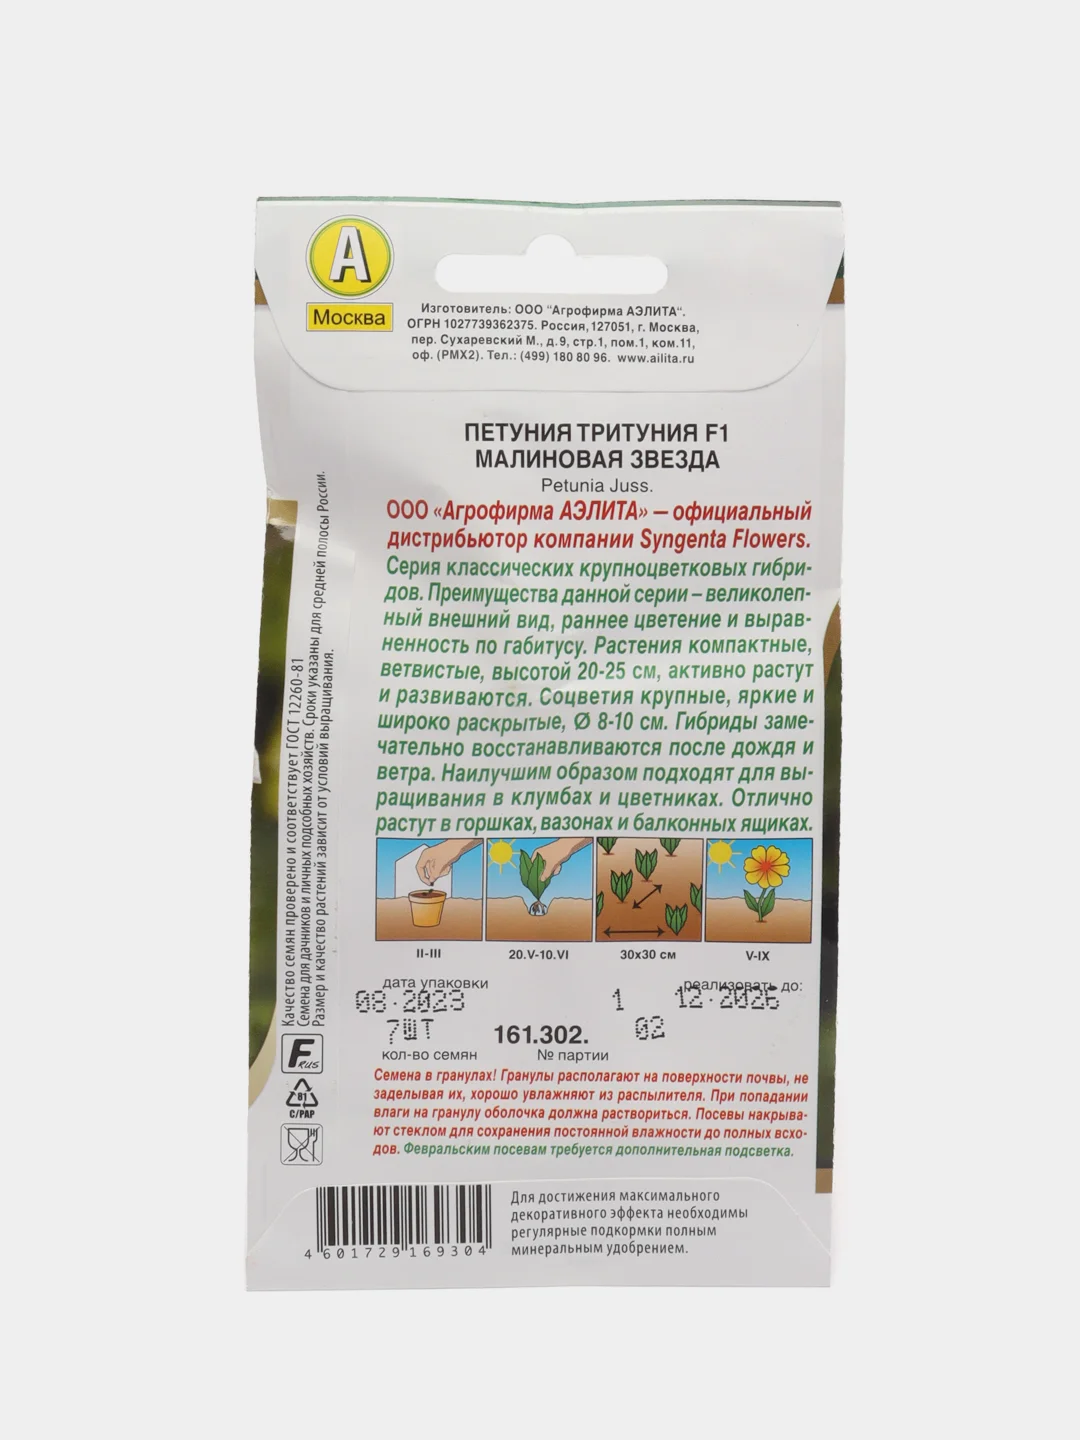 А
Москва
Изготовитель: ООО "Агрофирма АЭЛИТА".
ОГРН 1027739362375. Россия, 127051, г. Москва,
пер. Сухаревский М., д.9, стр.1, пом.1, ком.11,
оф. (РМХ2). Тел.: (499) 180 80 96. www.ailita.ru
ПЕТУНИЯ ТРИТУНИЯ F1
МАЛИНОВАЯ ЗВЕЗДА
Petunia Juss.
ООО «Агрофирма АЭЛИТА» — официальный
дистрибьютор компании Syngenta Flowers.
Серия классических крупноцветковых гибри-
дов. Преимущества данной серии – великолеп-
ный внешний вид, раннее цветение и вырав-
ненность по габитусу. Растения компактные,
ветвистые, высотой 20-25 см, активно растут
и развиваются. Соцветия крупные, яркие и
широко раскрытые, Ø 8-10 см. Гибриды заме-
чательно восстанавливаются после дождя и
ветра. Наилучшим образом подходят для вы-
ращивания в клумбах и цветниках. Отлично
растут в горшках, вазонах и балконных ящиках.
II-III 20.V-10.VI 30х30 см V-IX
дата упаковки реализовать до:
08·2023 1 12·2026
7ШТ 161.302. 02
кол-во семян № партии
Семена в гранулах! Гранулы располагают на поверхности почвы, не
заделывая их, хорошо увлажняют из распылителя. При попадании
влаги на гранулу оболочка должна раствориться. Посевы накрыва-
ют стеклом для сохранения постоянной влажности до полных всхо-
дов. Февральским посевам требуется дополнительная подсветка.
Качество семян проверено и соответствует ГОСТ 12260-81
Семена для дачников и личных подсобных хозяйств. Сроки указаны для средней полосы России.
Размер и качество растений зависит от условий выращивания.
F RUS
81
C/PAP
4 601729 169304
Для достижения максимального
декоративного эффекта необходимы
регулярные подкормки полным
минеральным удобрением.